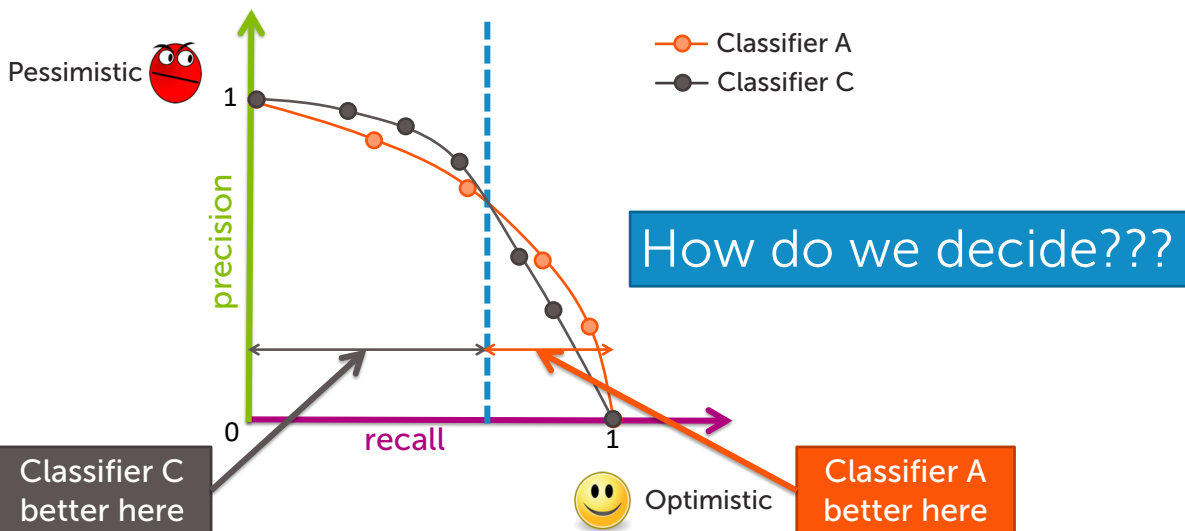 Pessimistic
Classifier A
Classifier C
1
precision
How do we decide???
0
recall
1
Classifier C
better here
Optimistic
Classifier A
better here